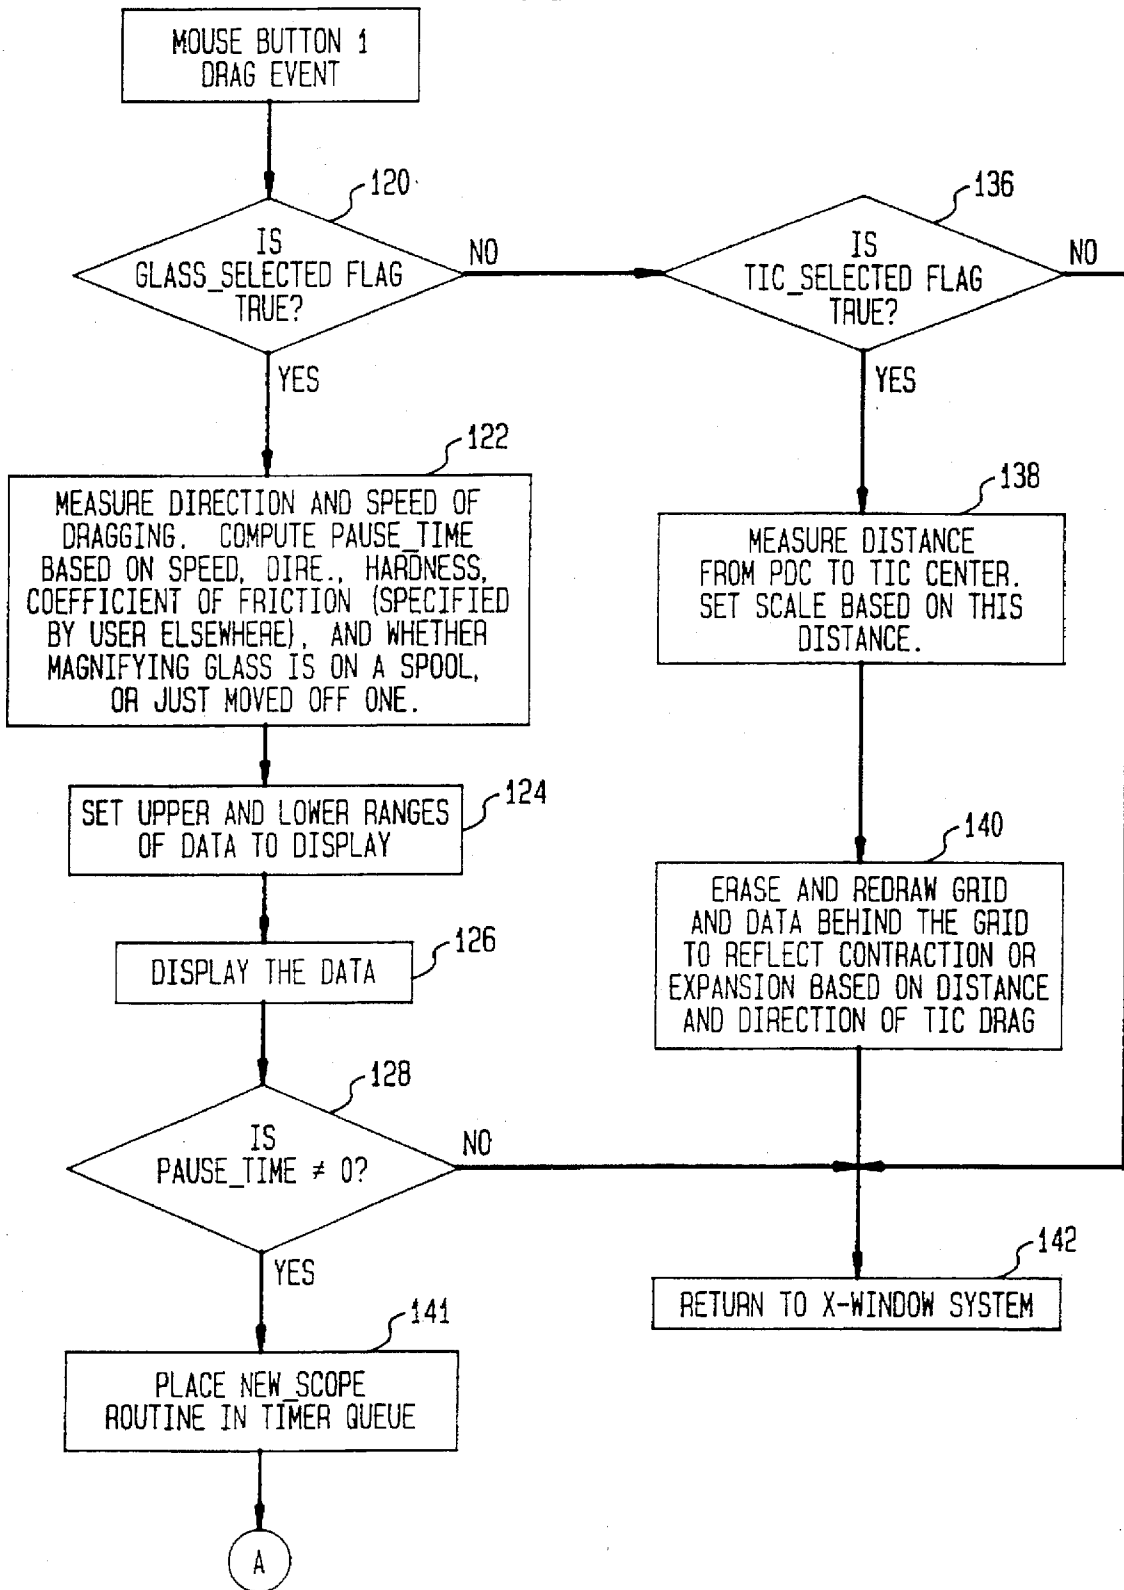 MOUSE BUTTON 1
DRAG EVENT
120
IS
GLASS_SELECTED FLAG
TRUE?
NO
YES
136
IS
TIC_SELECTED FLAG
TRUE?
NO
YES
122
MEASURE DIRECTION AND SPEED OF
DRAGGING. COMPUTE PAUSE_TIME
BASED ON SPEED, DIRE., HARDNESS,
COEFFICIENT OF FRICTION (SPECIFIED
BY USER ELSEWHERE), AND WHETHER
MAGNIFYING GLASS IS ON A SPOOL,
OR JUST MOVED OFF ONE.
138
MEASURE DISTANCE
FROM PDC TO TIC CENTER.
SET SCALE BASED ON THIS
DISTANCE.
124
SET UPPER AND LOWER RANGES
OF DATA TO DISPLAY
140
ERASE AND REDRAW GRID
AND DATA BEHIND THE GRID
TO REFLECT CONTRACTION OR
EXPANSION BASED ON DISTANCE
AND DIRECTION OF TIC DRAG
126
DISPLAY THE DATA
128
IS
PAUSE_TIME ≠ 0?
NO
YES
142
RETURN TO X-WINDOW SYSTEM
141
PLACE NEW_SCOPE
ROUTINE IN TIMER QUEUE
A